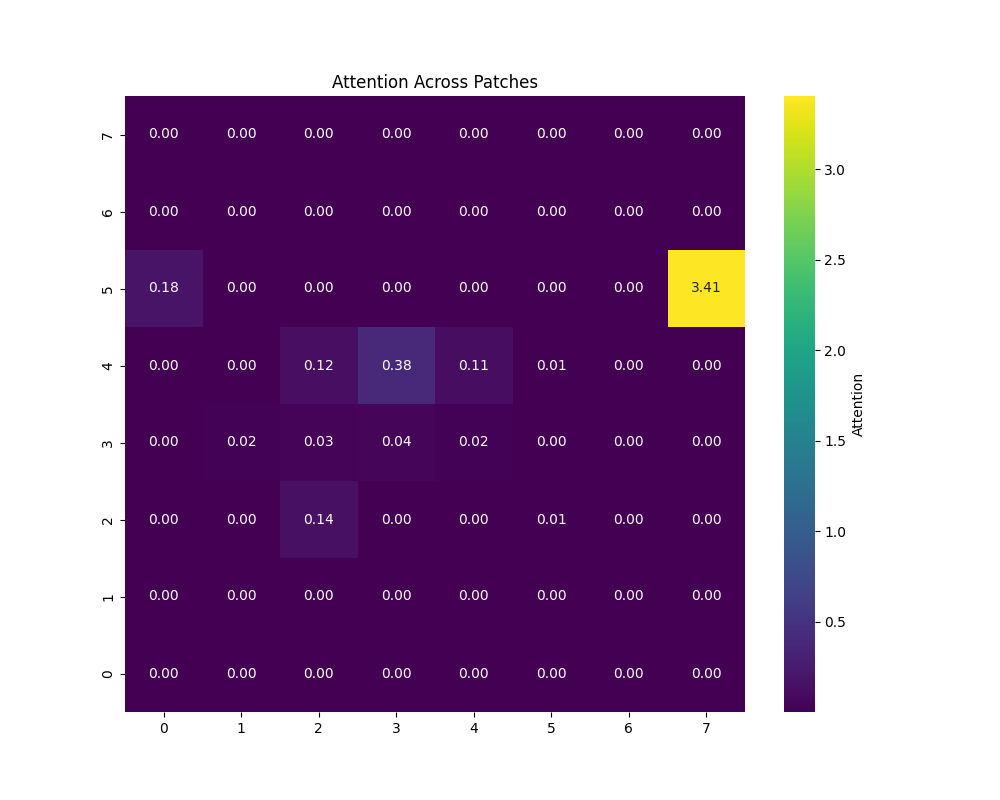 Attention Across Patches
7 0.00 0.00 0.00 0.00 0.00 0.00 0.00 0.00
6 0.00 0.00 0.00 0.00 0.00 0.00 0.00 0.00
5 0.18 0.00 0.00 0.00 0.00 0.00 0.00 3.41
4 0.00 0.00 0.12 0.38 0.11 0.01 0.00 0.00
3 0.00 0.02 0.03 0.04 0.02 0.00 0.00 0.00
2 0.00 0.00 0.14 0.00 0.00 0.01 0.00 0.00
1 0.00 0.00 0.00 0.00 0.00 0.00 0.00 0.00
0 0.00 0.00 0.00 0.00 0.00 0.00 0.00 0.00
0 1 2 3 4 5 6 7
3.0
2.5
2.0
1.5
1.0
0.5
Attention